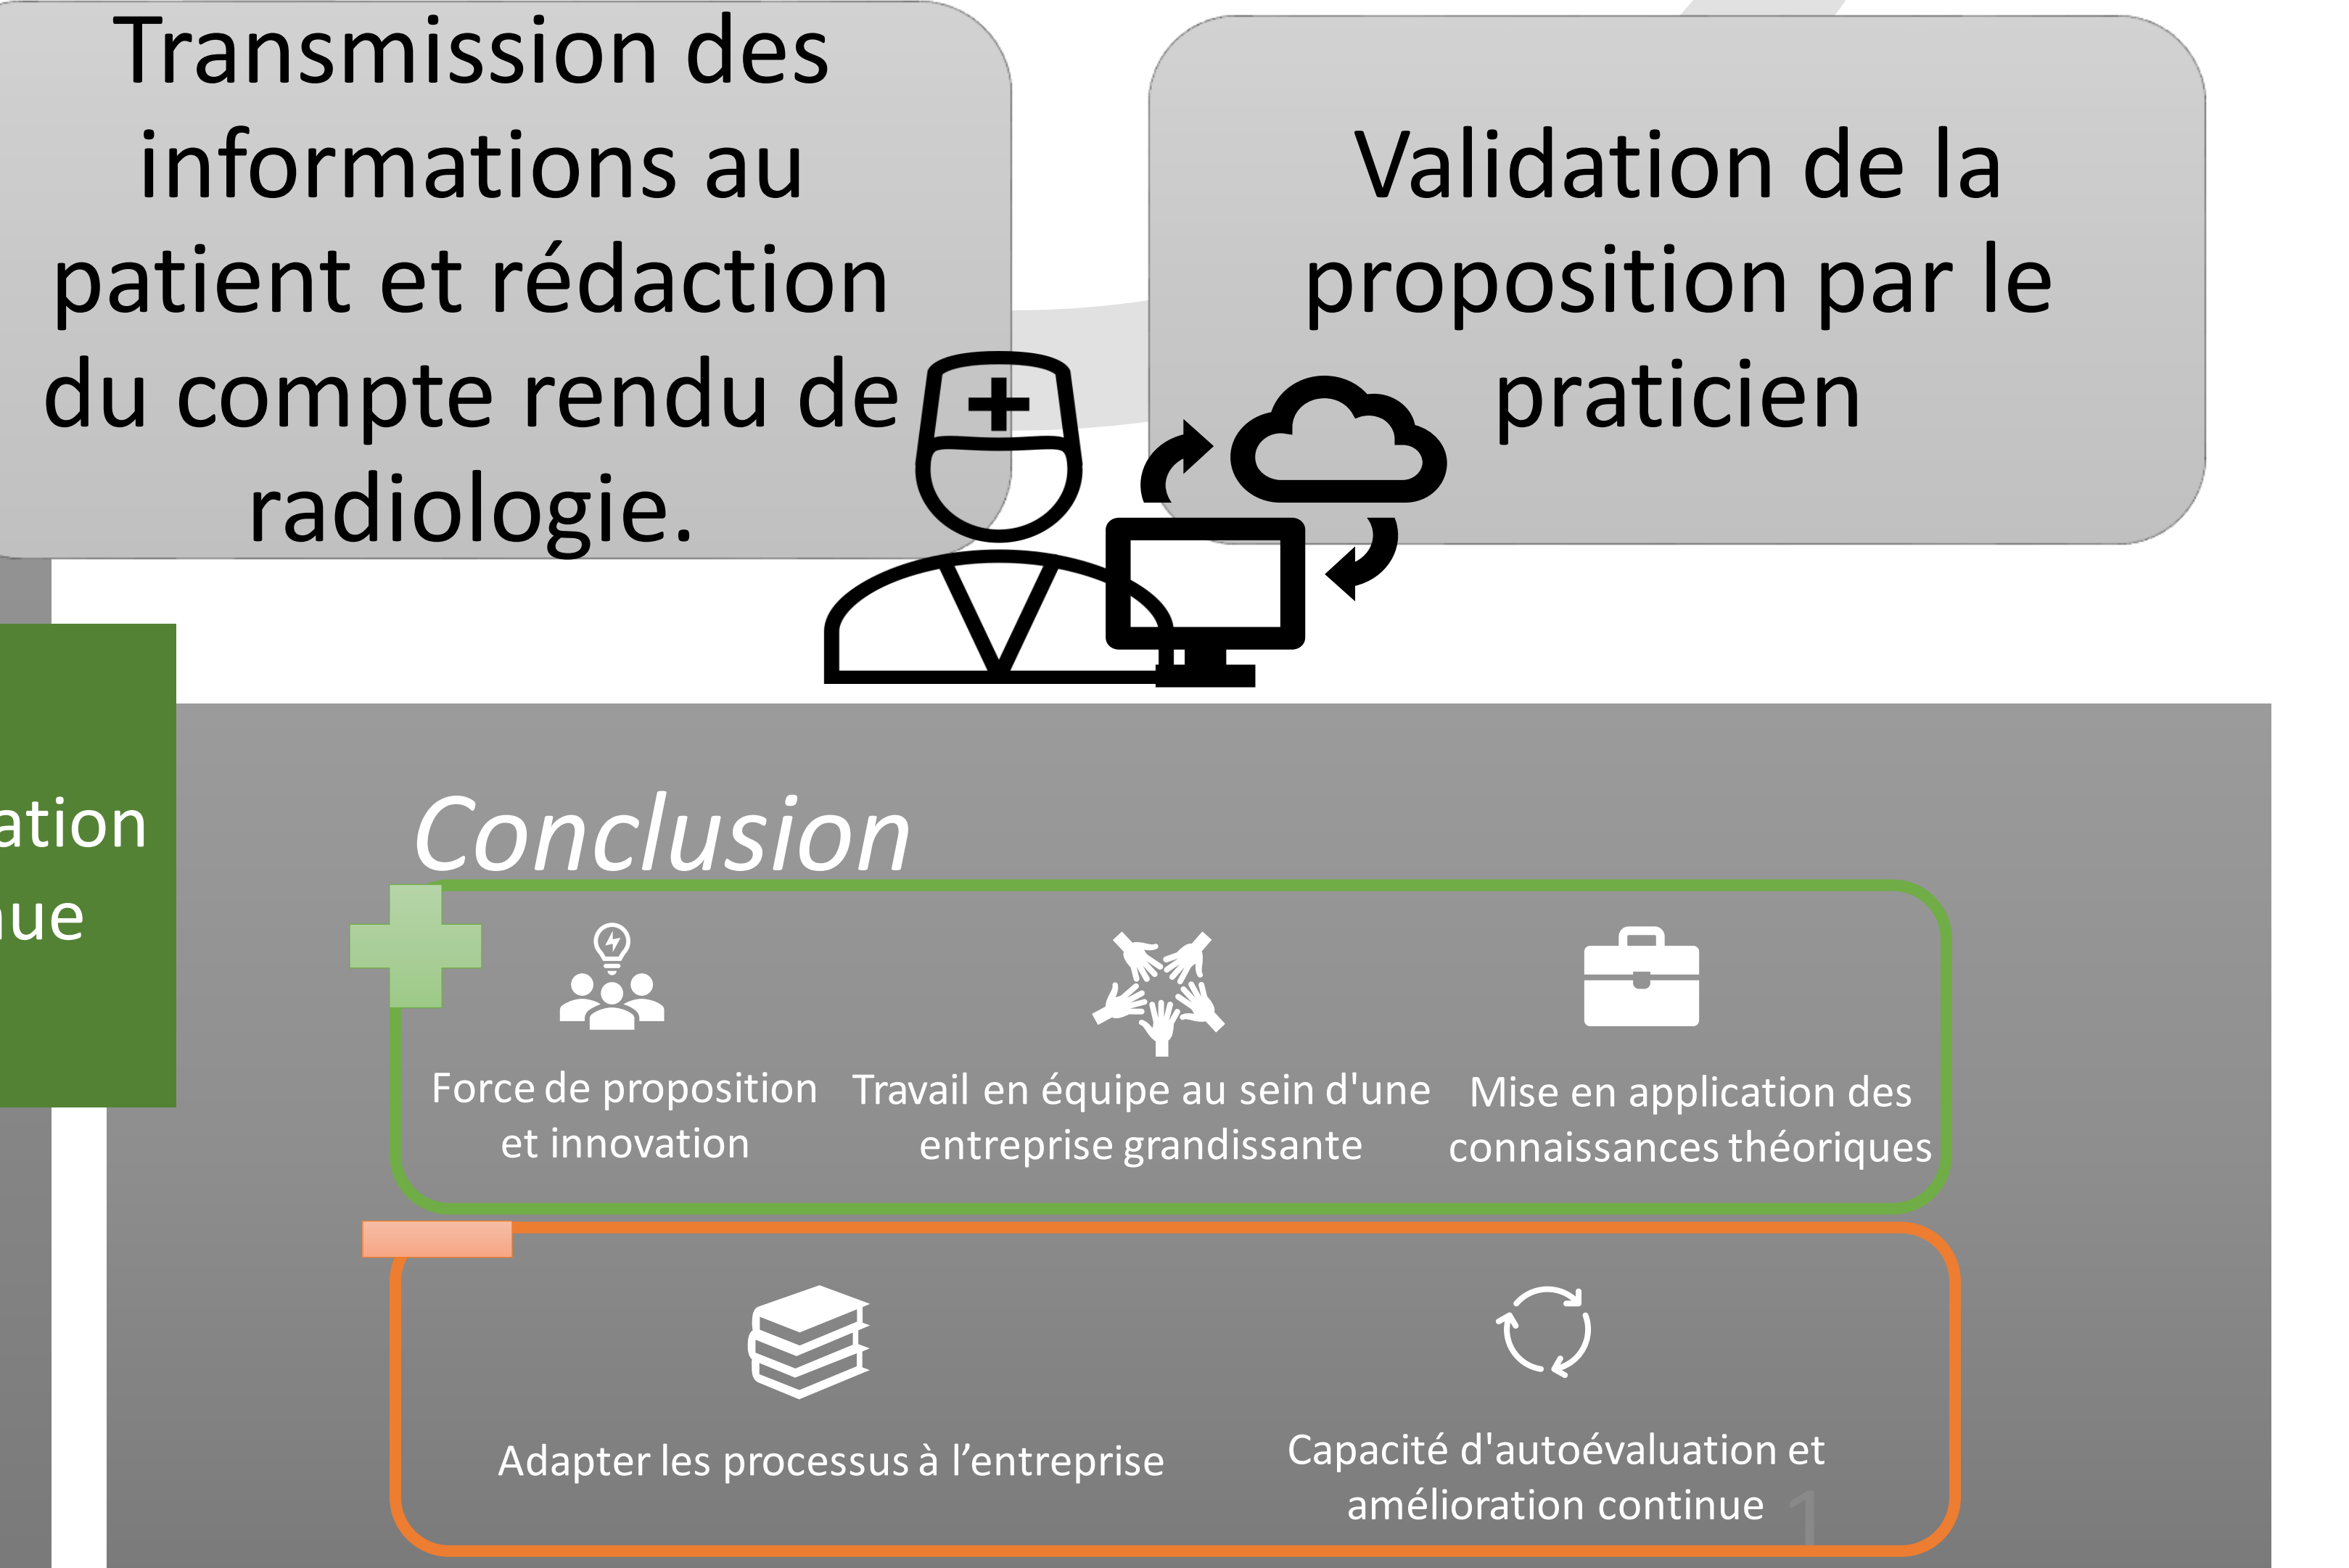 Transmission des
informations au
patient et rédaction
du compte rendu de
radiologie.
Validation de la
proposition par le
praticien
Conclusion
Force de proposition
et innovation
Travail en équipe au sein d'une
entreprise grandissante
Mise en application des
connaissances théoriques
Adapter les processus à l’entreprise
Capacité d'autoévaluation et
amélioration continue
1